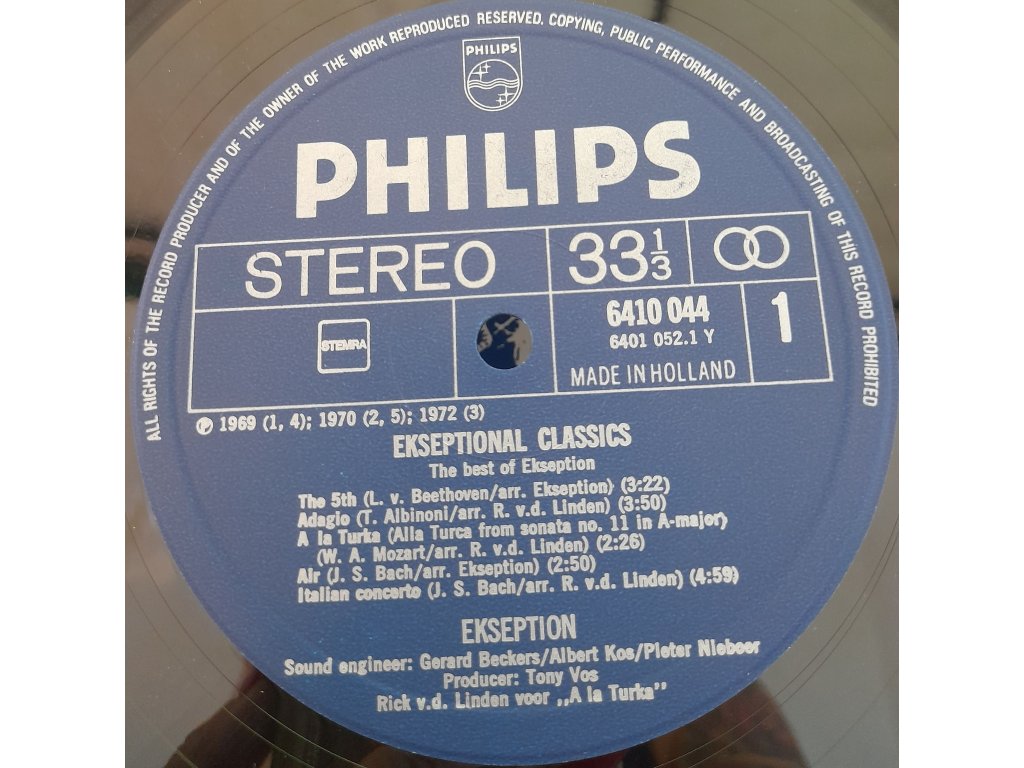 ALL RIGHTS OF THE RECORD PRODUCER AND OF THE OWNER OF THE WORK REPRODUCED RESERVED. COPYING, PUBLIC PERFORMANCE AND BROADCASTING OF THIS RECORD PROHIBITED
PHILIPS
PHILIPS
STEREO
33 1/3
STEMRA
6410 044
6401 052.1 Y
MADE IN HOLLAND
1
℗ 1969 (1, 4); 1970 (2, 5); 1972 (3)
EKSEPTIONAL CLASSICS
The best of Ekseption
The 5th (L. v. Beethoven/arr. Ekseption) (3:22)
Adagio (T. Albinoni/arr. R. v.d. Linden) (3:50)
A la Turka (Alla Turca from sonata no. 11 in A-major)
(W. A. Mozart/arr. R. v.d. Linden) (2:26)
Air (J. S. Bach/arr. Ekseption) (2:50)
Italian concerto (J. S. Bach/arr. R. v.d. Linden) (4:59)
EKSEPTION
Sound engineer: Gerard Beckers/Albert Kos/Pieter Nieboer
Producer: Tony Vos
Rick v.d. Linden voor „A la Turka”